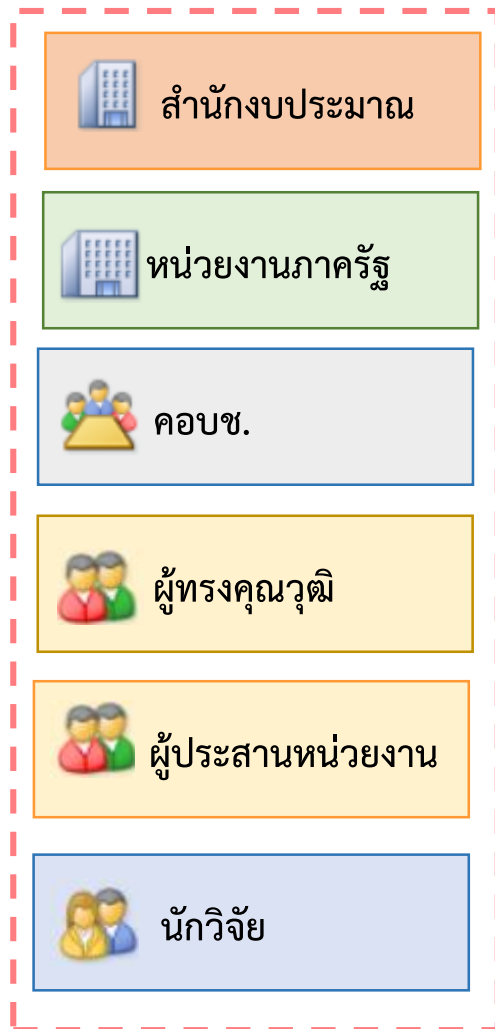 สำนักงบประมาณ
หน่วยงานภาครัฐ
คอบช.
ผู้ทรงคุณวุฒิ
ผู้ประสานหน่วยงาน
นักวิจัย